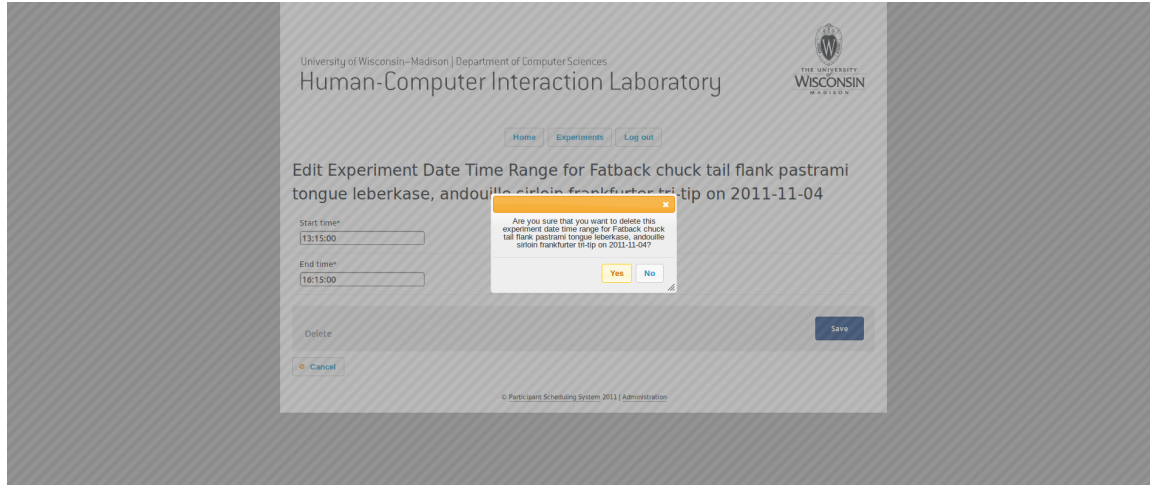 University of Wisconsin–Madison | Department of Computer Sciences
Human-Computer Interaction Laboratory
W
THE UNIVERSITY
of
WISCONSIN
MADISON
Home Experiments Log out
Edit Experiment Date Time Range for Fatback chuck tail flank pastrami
tongue leberkase, andouille sirloin frankfurter tri-tip on 2011-11-04
Start time*
13:15:00
End time*
16:15:00
Are you sure that you want to delete this
experiment date time range for Fatback chuck
tail flank pastrami tongue leberkase, andouille
sirloin frankfurter tri-tip on 2011-11-04?
Yes No
Delete
Save
Cancel
© Participant Scheduling System 2011 | Administration